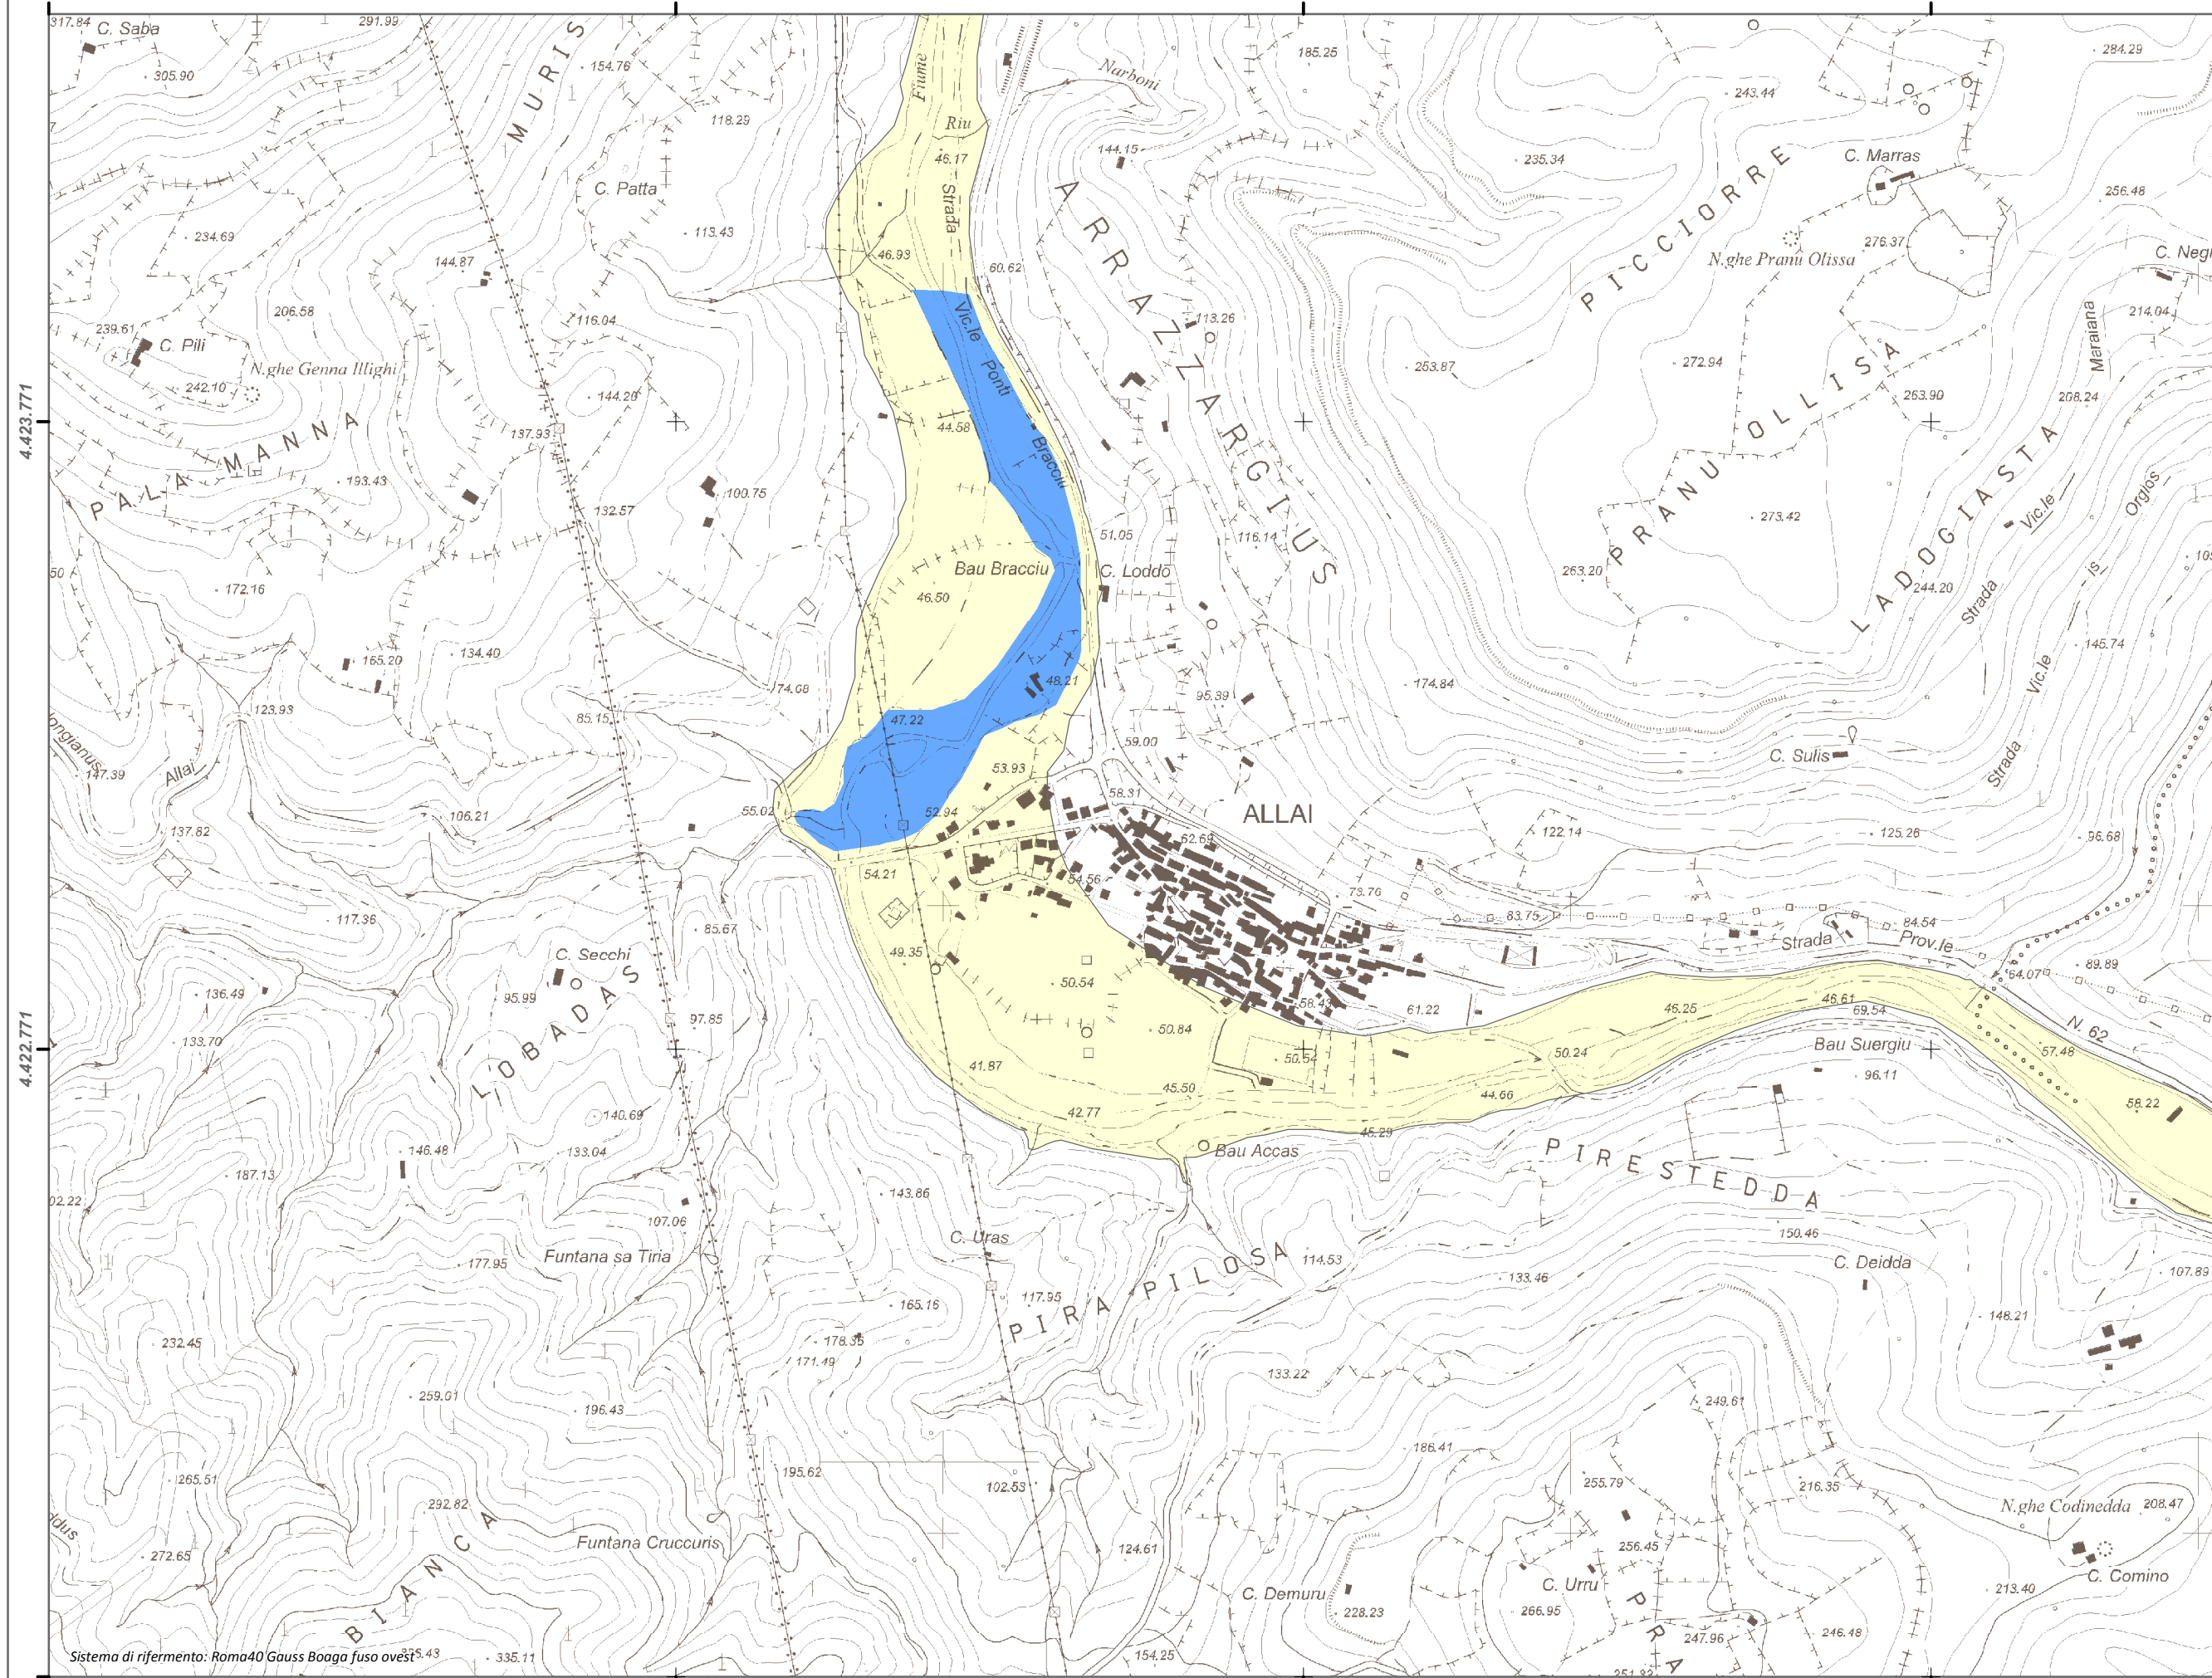 317.84
C. Saba
291.99
MURIS
154.76
305.90
118.29
Fiume
Narboni
185.25
243.44
284.29
Riu
46.17
144.15
235.34
PICCIORRE
C. Marras
256.48
C. Patta
Strada
ARRAZZARGIUS
234.69
113.43
144.87
46.93
60.62
N.ghe Pranu Olissa
276.37
206.58
116.04
Vic.le
Ponti
Bracciu
113.26
214.04
239.61
C. Pili
N.ghe Genna Illighi
242.10
144.20
253.87
272.94
PRANU OLLISA
263.90
Maraiana
208.24
4.423.771
PALA MANNA
137.93
44.58
193.43
100.75
132.57
273.42
LADOGIASTA
Vic.le
Orgios
is
Strada
51.05
116.14
Bau Bracciu
C. Loddo
46.50
263.20
244.20
172.16
165.20
134.40
74.68
48.21
95.39
174.84
145.74
Vic.le
Strada
123.93
85.15
47.22
59.00
C. Sulis
147.39
Allai
53.93
58.31
ALLAI
106.21
55.02
52.94
62.69
122.14
125.26
96.68
137.82
54.21
54.56
73.76
117.36
85.67
83.75
84.54
Strada
Prov.le
N. 62
C. Secchi
49.35
50.54
64.07
89.89
136.49
95.99
LOBADAS
97.85
58.43
61.22
46.25
46.61
69.54
133.70
50.84
4.422.771
50.54
50.24
Bau Suergiu
57.48
41.87
45.50
44.66
96.11
58.22
140.69
42.77
45.29
146.48
133.04
Bau Accas
PIRESTEDDA
187.13
143.86
107.06
Funtana sa Tiria
C. Uras
150.46
177.95
114.53
133.46
C. Deidda
107.89
165.16
117.95
PIRA PILOSA
232.45
178.35
171.49
148.21
133.22
259.01
196.43
249.61
186.41
265.51
195.62
102.53
255.79
216.35
292.82
N.ghe Codinedda
208.47
Funtana Cruccuris
124.61
256.45
272.65
C. Demuru
C. Urru
C. Comino
213.40
BIANCA
228.23
266.95
PRA
247.96
246.48
Sistema di rifermento: Roma40 Gauss Boaga fuso ovest
335.11
154.25